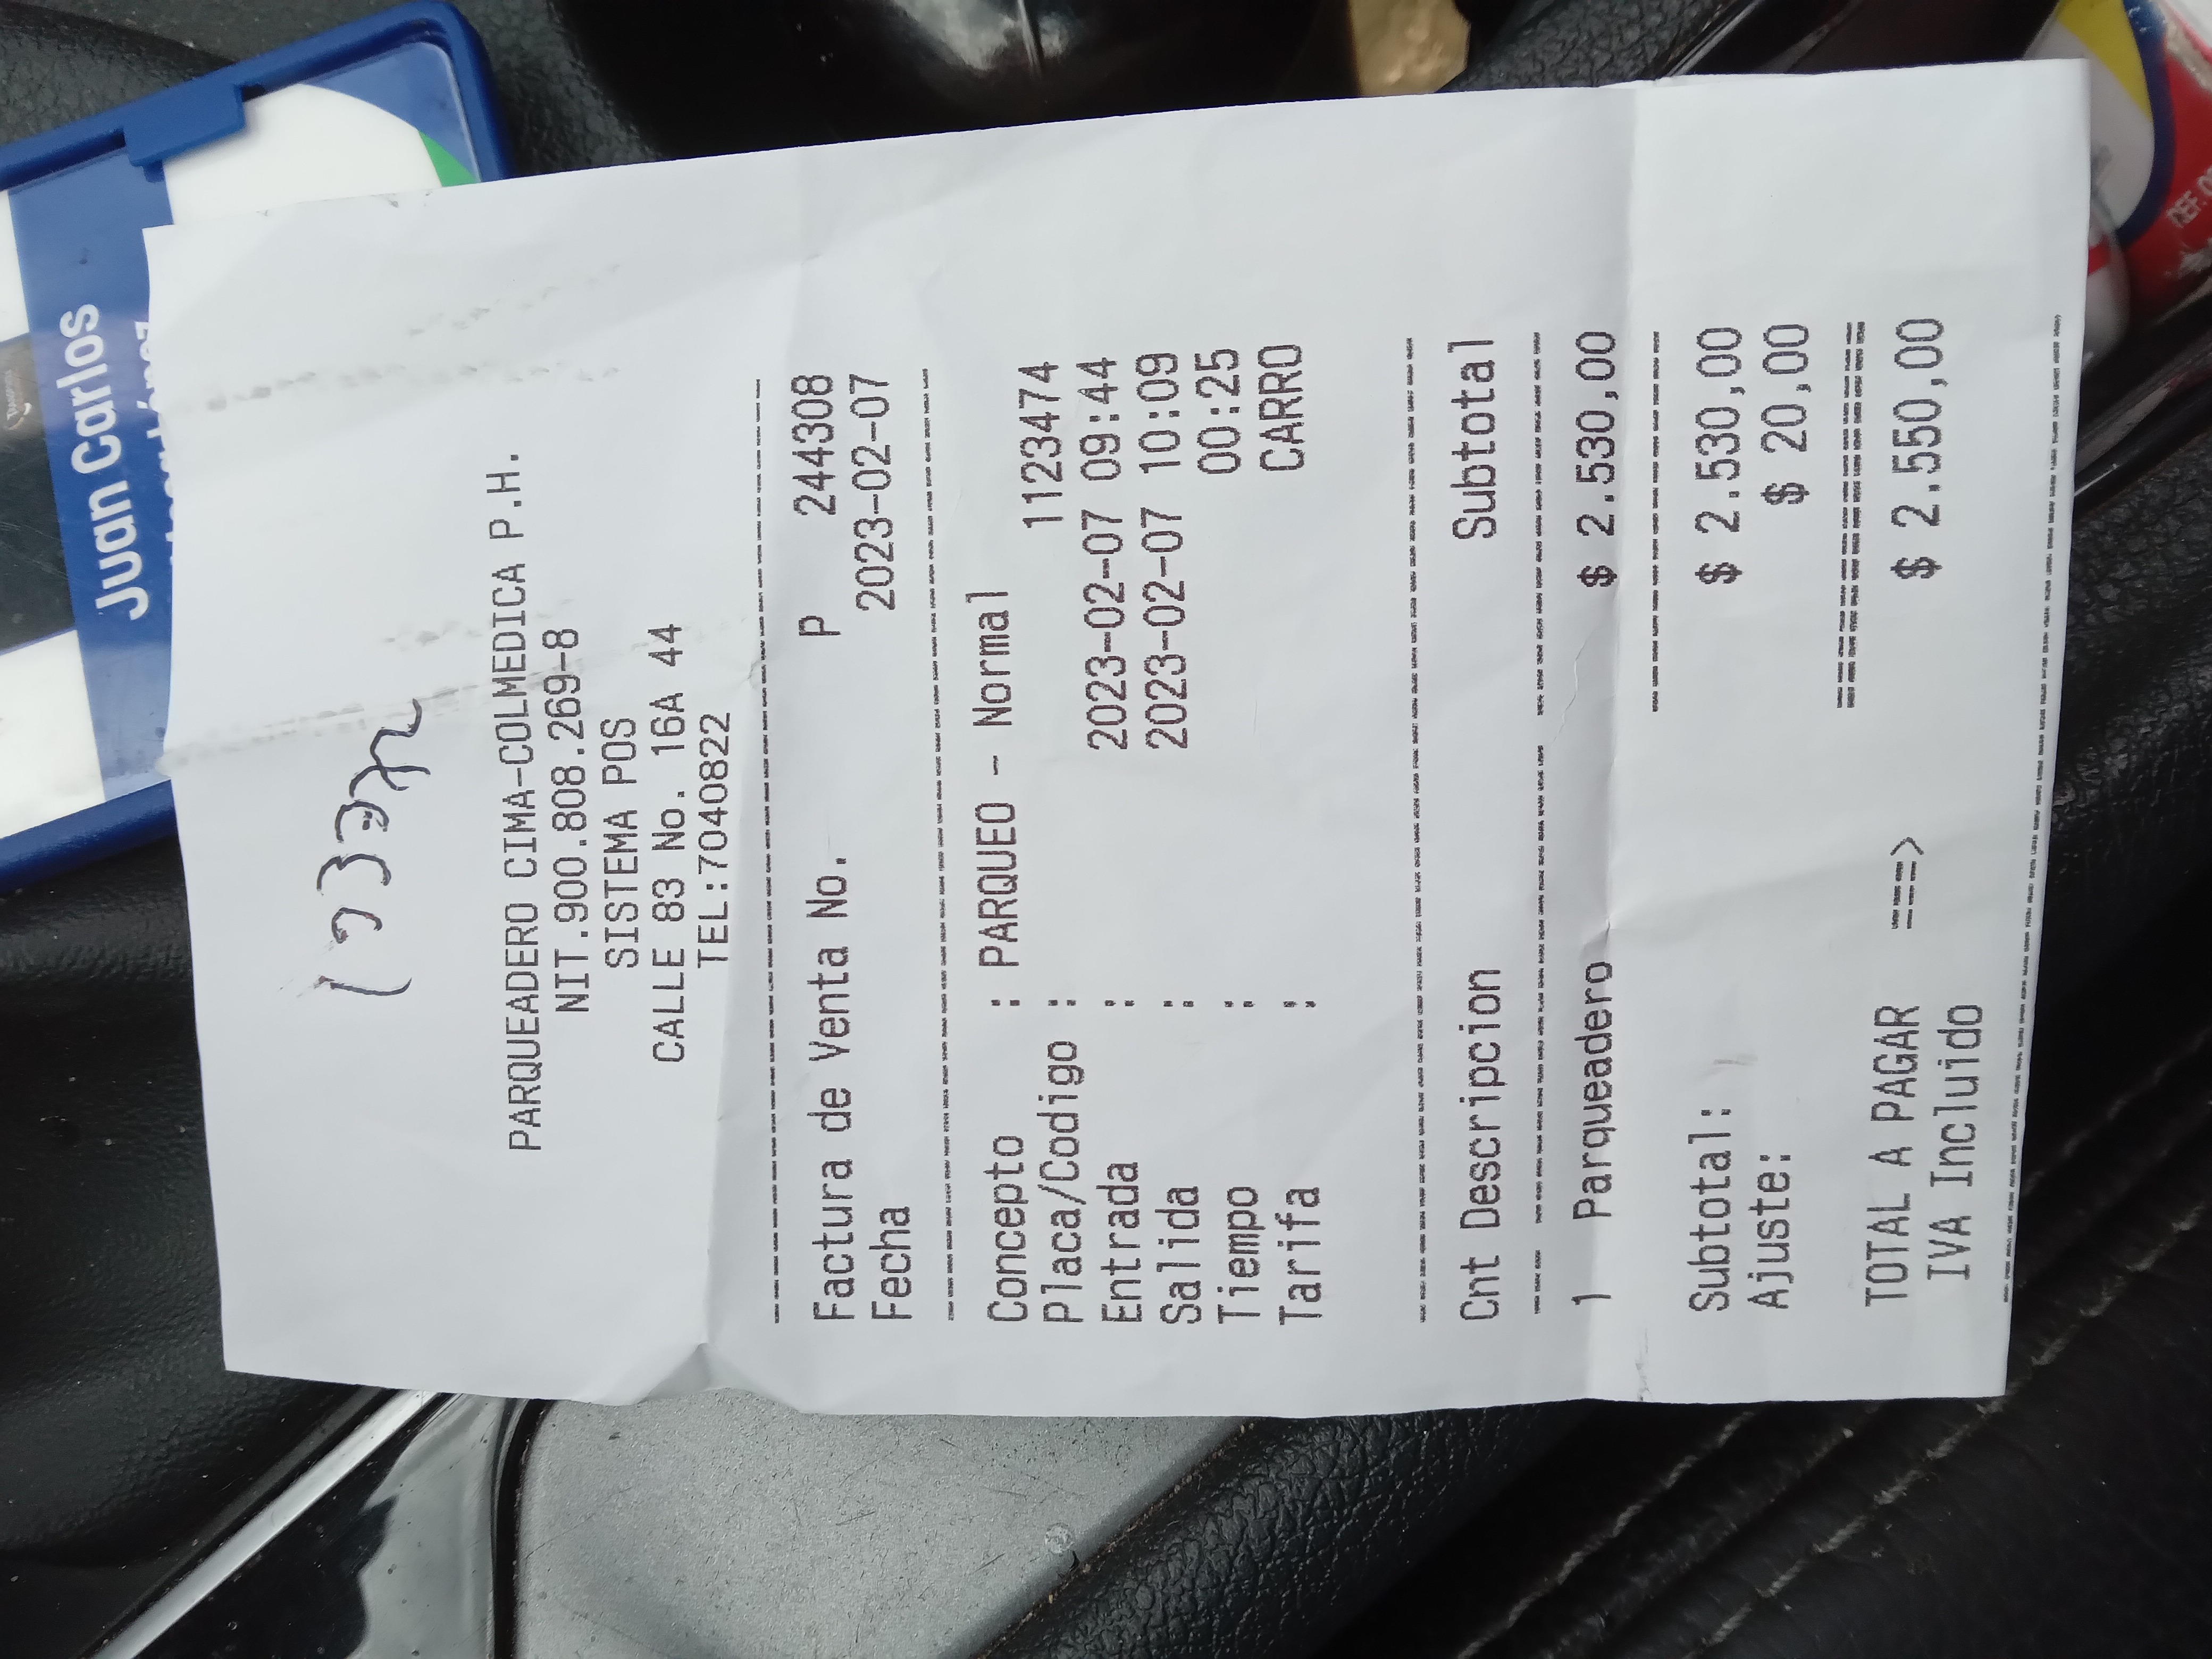 Juan Carlos
PARQUEADERO CIMA-COLMEDICA P.H.
NIT.900.808.269-8
SISTEMA POS
CALLE 83 No. 16A 44
TEL:7040822
Factura de Venta No. P 244308
Fecha 2023-02-07
Concepto : PARQUEO - Normal
Placa/Codigo : 1123474
Entrada : 2023-02-07 09:44
Salida : 2023-02-07 10:09
Tiempo : 00:25
Tarifa : CARRO
Cnt Descripcion Subtotal
1 Parqueadero $ 2.530,00
Subtotal: $ 2.530,00
Ajuste: $ 20,00
TOTAL A PAGAR ===> $ 2.550,00
IVA Incluido